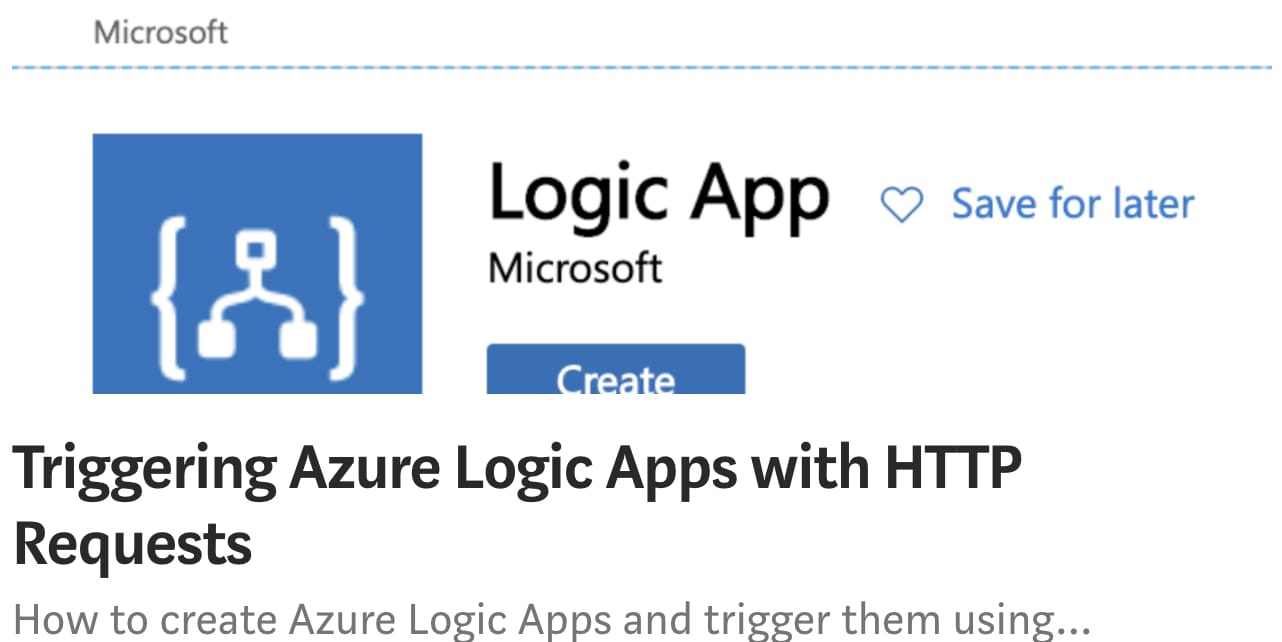 Microsoft
Logic App
Save for later
Microsoft
Create
Triggering Azure Logic Apps with HTTP
Requests
How to create Azure Logic Apps and trigger them using...